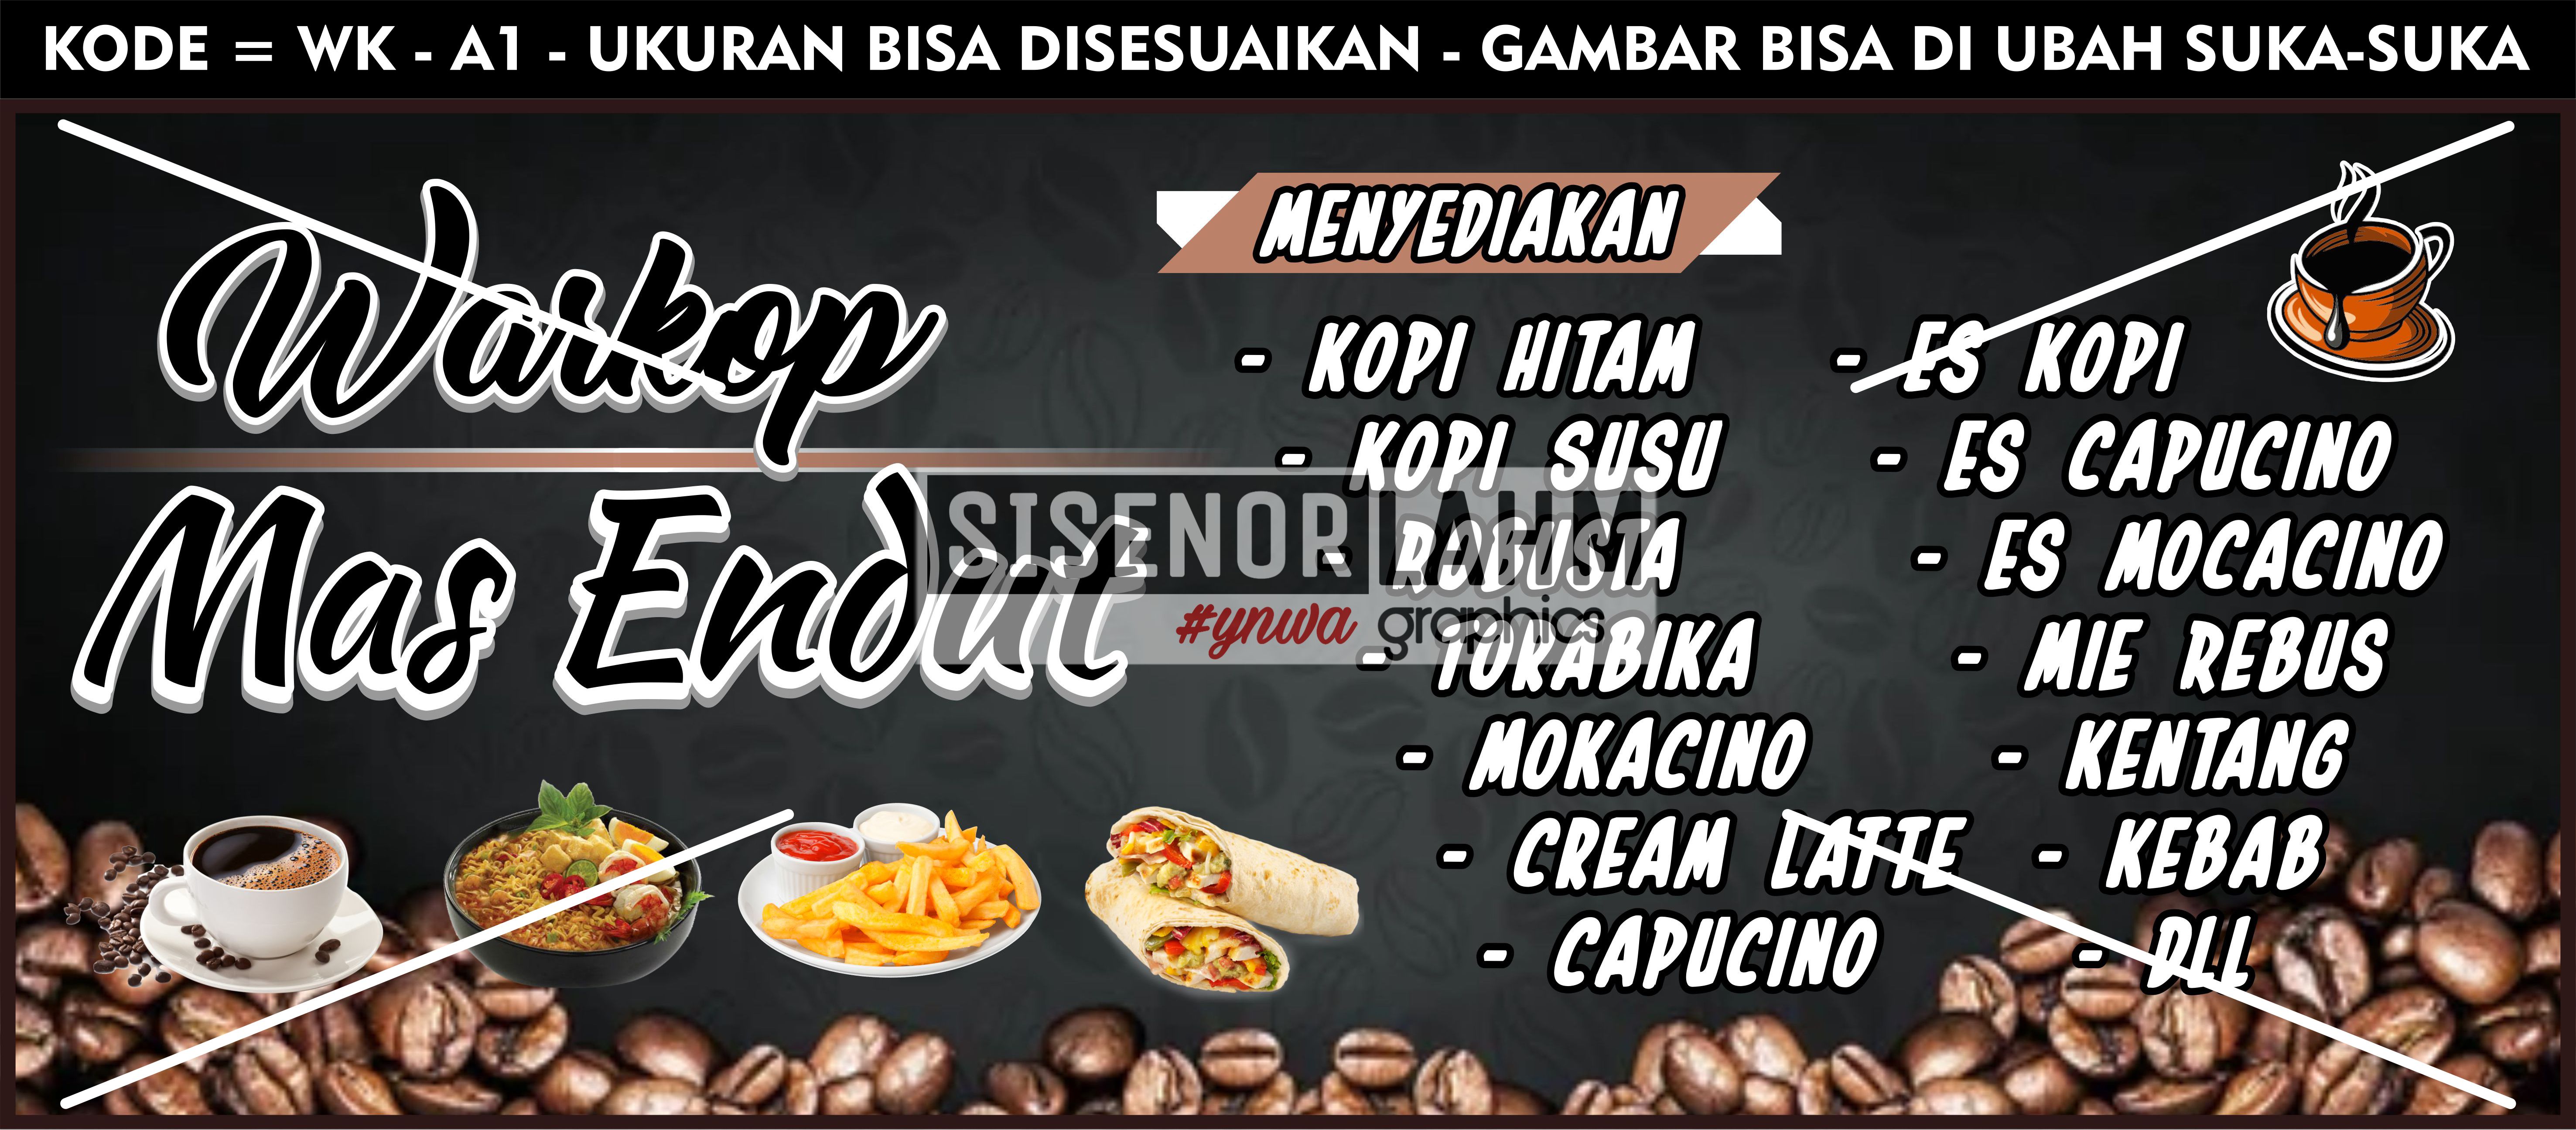 KODE = WK - A1 - UKURAN BISA DISESUAIKAN - GAMBAR BISA DI UBAH SUKA-SUKA
Warkop
Mas Endut
MENYEDIAKAN
- KOPI HITAM
- KOPI SUSU
- ROBUSTA
- TORABIKA
- MOKACINO
- CREAM LATTE
- CAPUCINO
- ES KOPI
- ES CAPUCINO
- ES MOCACINO
- MIE REBUS
- KENTANG
- KEBAB
- DLL
SISENOR LAHM
#ynwa graphics